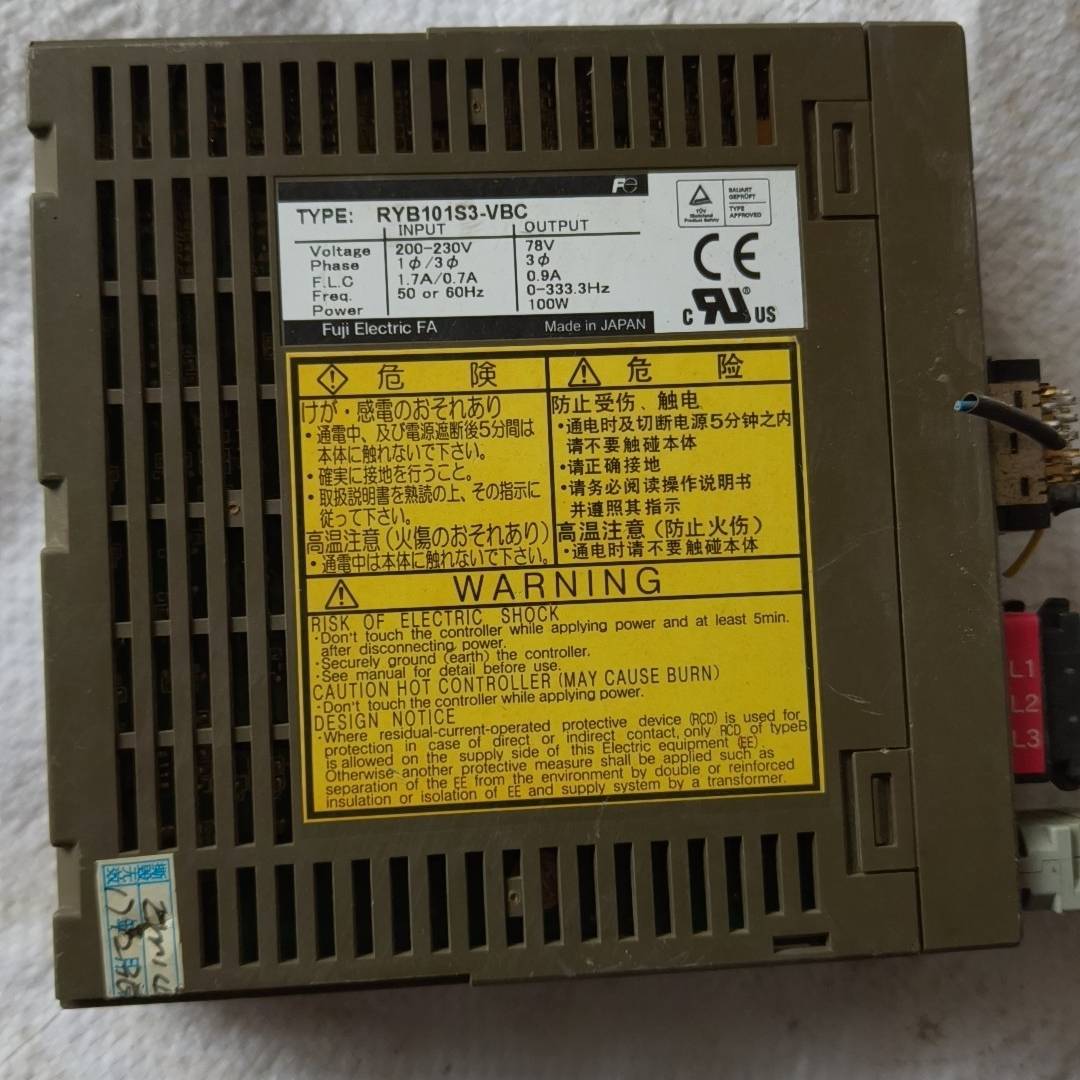 TÜV
Rheinland
Product Safety
BAUART
GEPRÜFT
TYPE
APPROVED
TYPE: RYB101S3-VBC
INPUT OUTPUT
Voltage 200-230V 78V
Phase 1φ/3φ 3φ
F.L.C 1.7A/0.7A 0.9A
Freq. 50 or 60Hz 0-333.3Hz
Power 100W
CE
C RU ® US
Fuji Electric FA Made in JAPAN
危 険
けが・感電のおそれあり
・通電中、及び電源遮断後5分間は
本体に触れないで下さい。
・確実に接地を行うこと。
・取扱説明書を熟読の上、その指示に
従って下さい。
高温注意(火傷のおそれあり)
・通電中は本体に触れないで下さい。
危 险
防止受伤、触电
・通电时及切断电源5分钟之内
请不要触碰本体
・请正确接地
・请务必阅读操作说明书
并遵照其指示
高温注意(防止火伤)
・通电时请不要触碰本体
WARNING
RISK OF ELECTRIC SHOCK
・Don't touch the controller while applying power and at least 5min.
after disconnecting power.
・Securely ground (earth) the controller.
・See manual for detail before use.
CAUTION HOT CONTROLLER (MAY CAUSE BURN)
・Don't touch the controller while applying power.
DESIGN NOTICE
・Where residual-current-operated protective device (RCD) is used for
protection in case of direct or indirect contact, only RCD of typeB
is allowed on the supply side of this Electric equipment (EE).
Otherwise another protective measure shall be applied such as
separation of the EE from the environment by double or reinforced
insulation or isolation of EE and supply system by a transformer.
L1
L2
L3